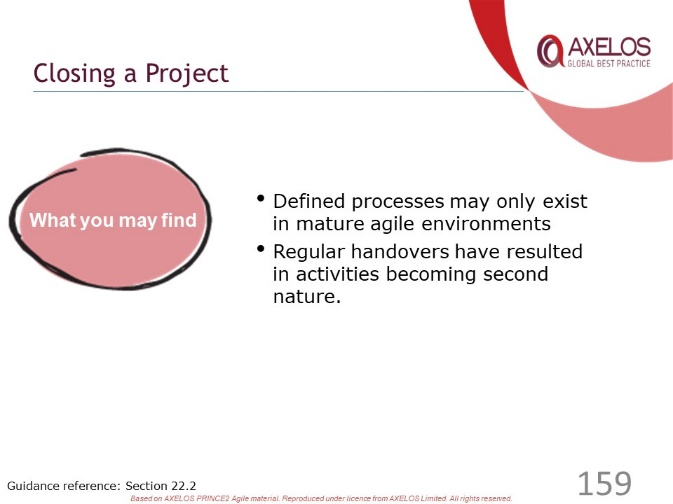 AXELOS
GLOBAL BEST PRACTICE
Closing a Project
What you may find
• Defined processes may only exist
in mature agile environments
• Regular handovers have resulted
in activities becoming second
nature.
Guidance reference: Section 22.2
Based on AXELOS PRINCE2 Agile material. Reproduced under licence from AXELOS Limited. All rights reserved.
159